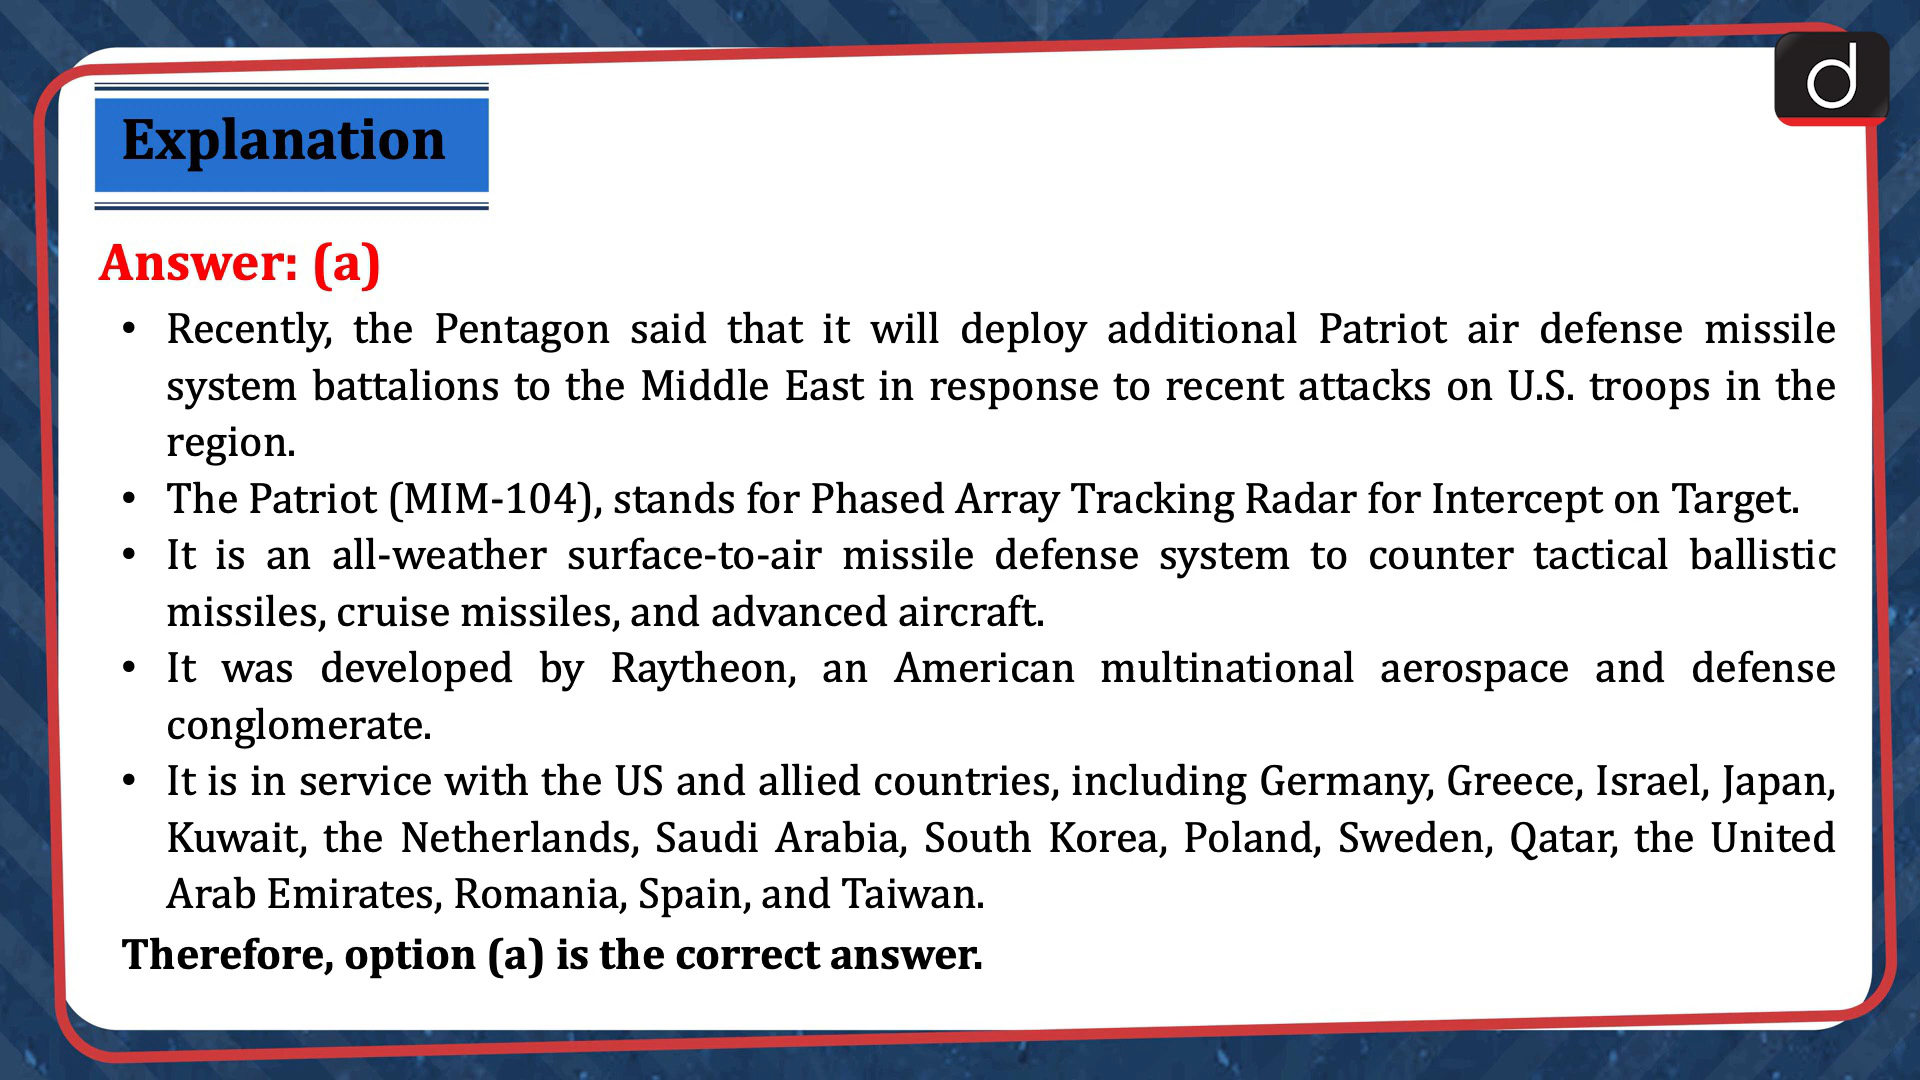 d
Explanation
Answer: (a)
• Recently, the Pentagon said that it will deploy additional Patriot air defense missile
system battalions to the Middle East in response to recent attacks on U.S. troops in the
region.
• The Patriot (MIM-104), stands for Phased Array Tracking Radar for Intercept on Target.
• It is an all-weather surface-to-air missile defense system to counter tactical ballistic
missiles, cruise missiles, and advanced aircraft.
• It was developed by Raytheon, an American multinational aerospace and defense
conglomerate.
• It is in service with the US and allied countries, including Germany, Greece, Israel, Japan,
Kuwait, the Netherlands, Saudi Arabia, South Korea, Poland, Sweden, Qatar, the United
Arab Emirates, Romania, Spain, and Taiwan.
Therefore, option (a) is the correct answer.